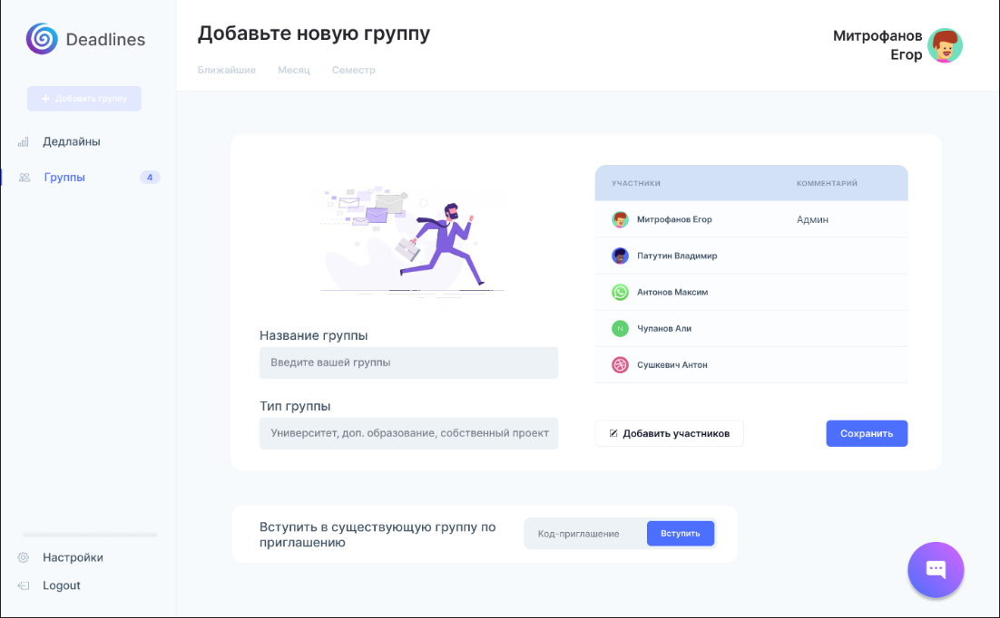 Deadlines
Добавить группу
Дедлайны
Группы
4
Настройки
Logout
Добавьте новую группу
Ближайшие
Месяц
Семестр
Митрофанов
Егор
Название группы
Введите вашей группы
Тип группы
Университет, доп. образование, собственный проект
УЧАСТНИКИ
КОММЕНТАРИЙ
Митрофанов Егор
Админ
Патутин Владимир
Антонов Максим
N
Чупанов Али
Сушкевич Антон
Добавить участников
Сохранить
Вступить в существующую группу по
приглашению
Код-приглашение
Вступить